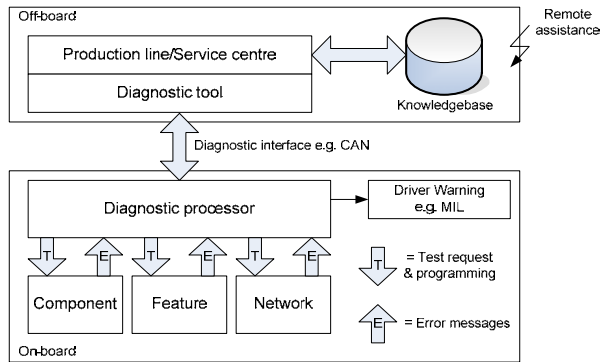 Off-board
Remote
assistance
Production line/Service centre
Diagnostic tool
Knowledgebase
Diagnostic interface e.g. CAN
Diagnostic processor
Driver Warning
e.g. MIL
T E T E T E
Component
Feature
Network
T = Test request
& programming
E = Error messages
On-board